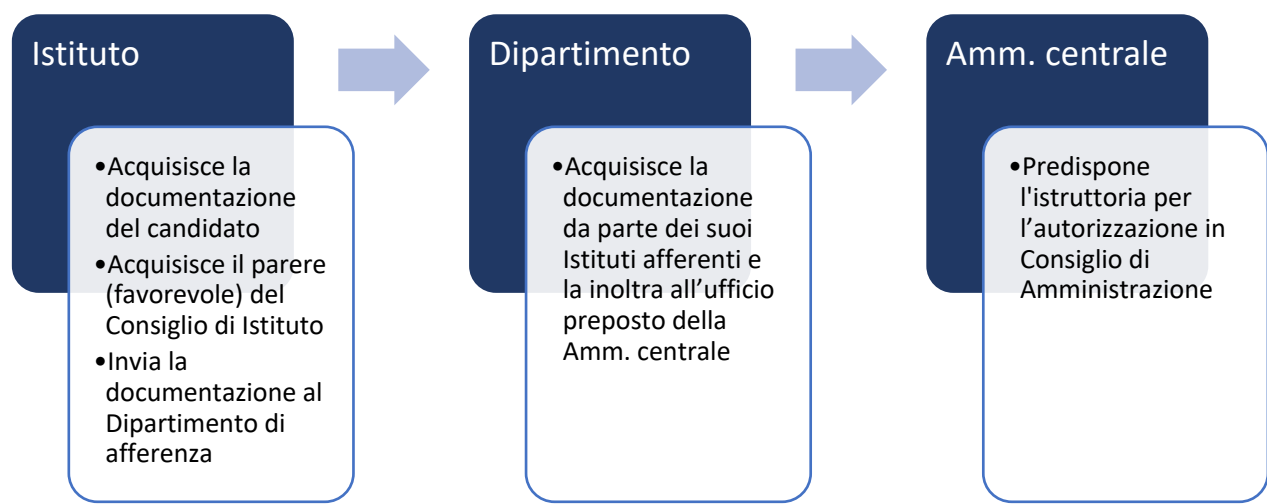 Istituto
•Acquisisce la
documentazione
del candidato
•Acquisisce il parere
(favorevole) del
Consiglio di Istituto
•Invia la
documentazione al
Dipartimento di
afferenza
Dipartimento
•Acquisisce la
documentazione
da parte dei suoi
Istituti afferenti e
la inoltra all’ufficio
preposto della
Amm. centrale
Amm. centrale
•Predispone
l'istruttoria per
l’autorizzazione in
Consiglio di
Amministrazione